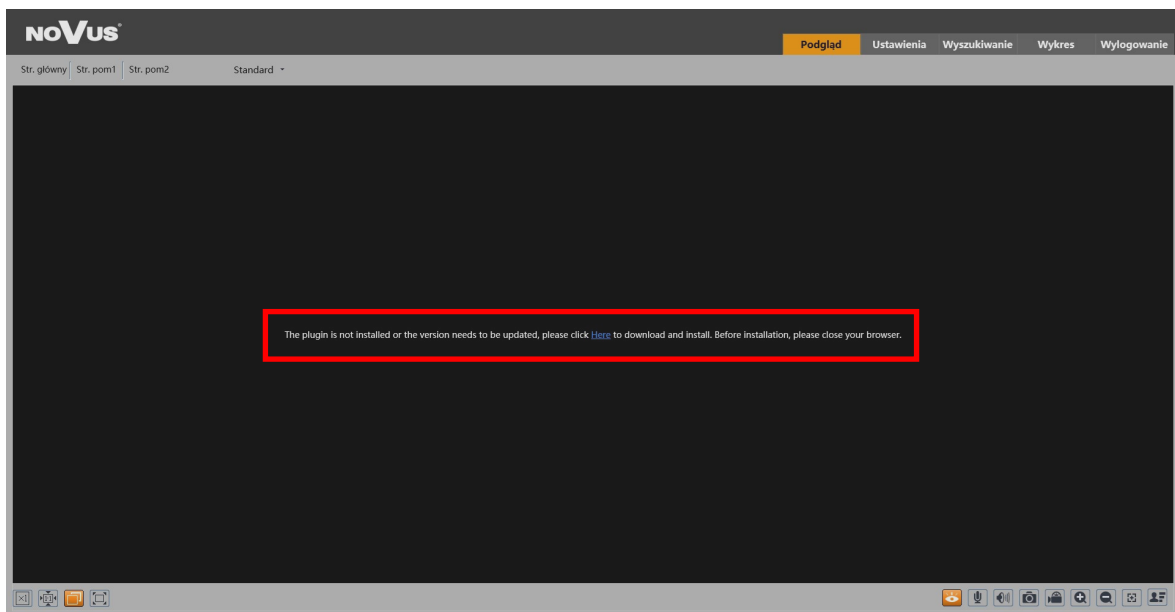 NOVUS
Podgląd Ustawienia Wyszukiwanie Wykres Wylogowanie
Str. główny Str. pom1 Str. pom2 Standard
The plugin is not installed or the version needs to be updated, please click Here to download and install. Before installation, please close your browser.